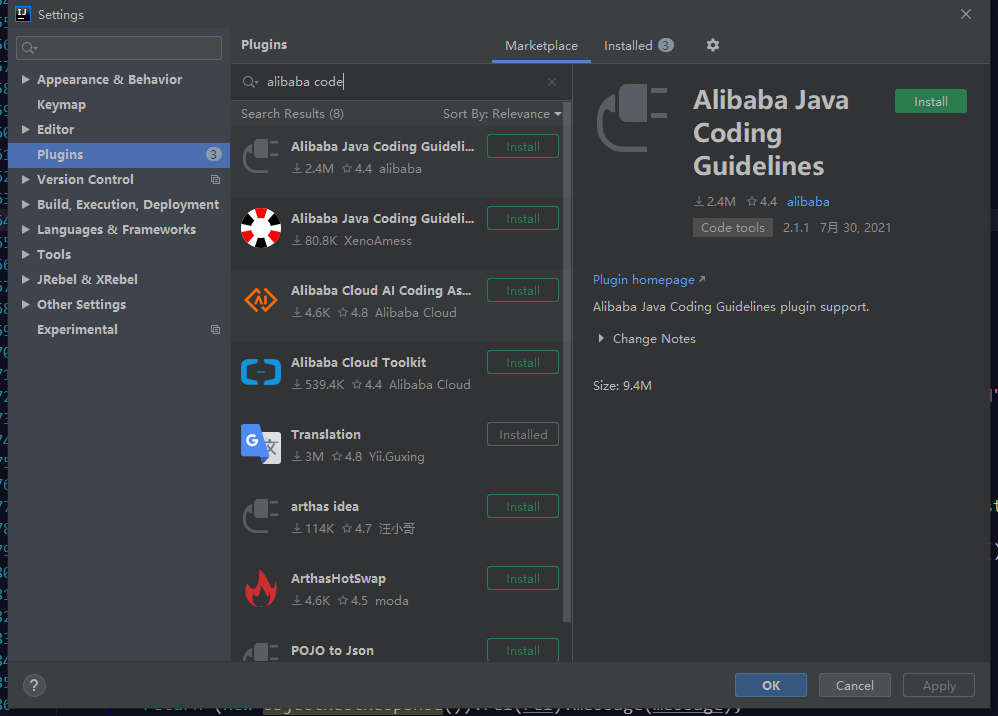 Settings
Plugins
Marketplace
Installed 3
Appearance & Behavior
Keymap
Editor
Plugins 3
Version Control
Build, Execution, Deployment
Languages & Frameworks
Tools
JRebel & XRebel
Other Settings
Experimental
alibaba code
Search Results (8)
Sort By: Relevance
Alibaba Java Coding Guideli...
Install
2.4M 4.4 alibaba
Alibaba Java Coding Guideli...
Install
80.8K XenoAmess
Alibaba Cloud AI Coding As...
Install
4.6K 4.8 Alibaba Cloud
Alibaba Cloud Toolkit
Install
539.4K 4.4 Alibaba Cloud
Translation
Installed
3M 4.8 Yii.Guxing
arthas idea
Install
114K 4.7 汪小哥
ArthasHotSwap
Install
4.6K 4.5 moda
POJO to Json
Install
Alibaba Java
Coding
Guidelines
Install
2.4M 4.4 alibaba
Code tools 2.1.1 7月 30, 2021
Plugin homepage
Alibaba Java Coding Guidelines plugin support.
Change Notes
Size: 9.4M
?
OK
Cancel
Apply